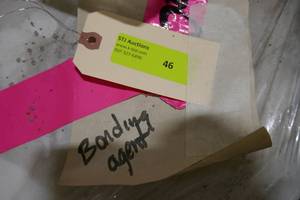 STJ Auctions
46
Bonding
agent